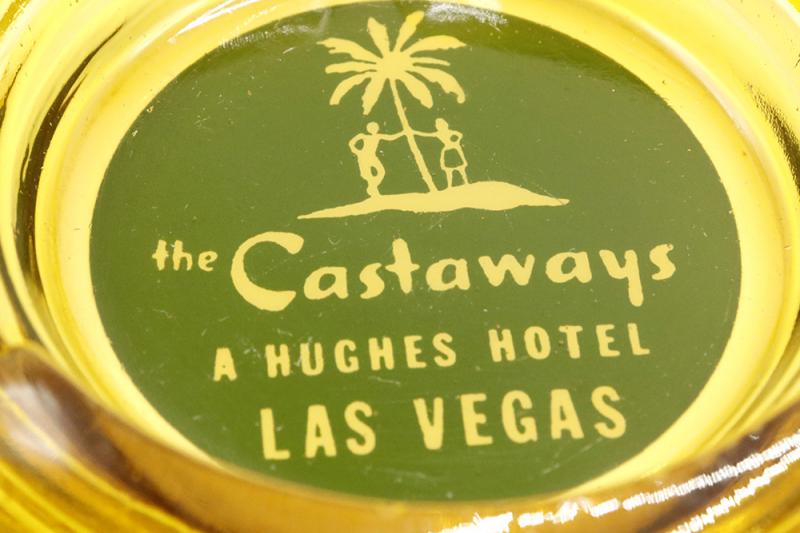 the Castaways
A HUGHES HOTEL
LAS VEGAS